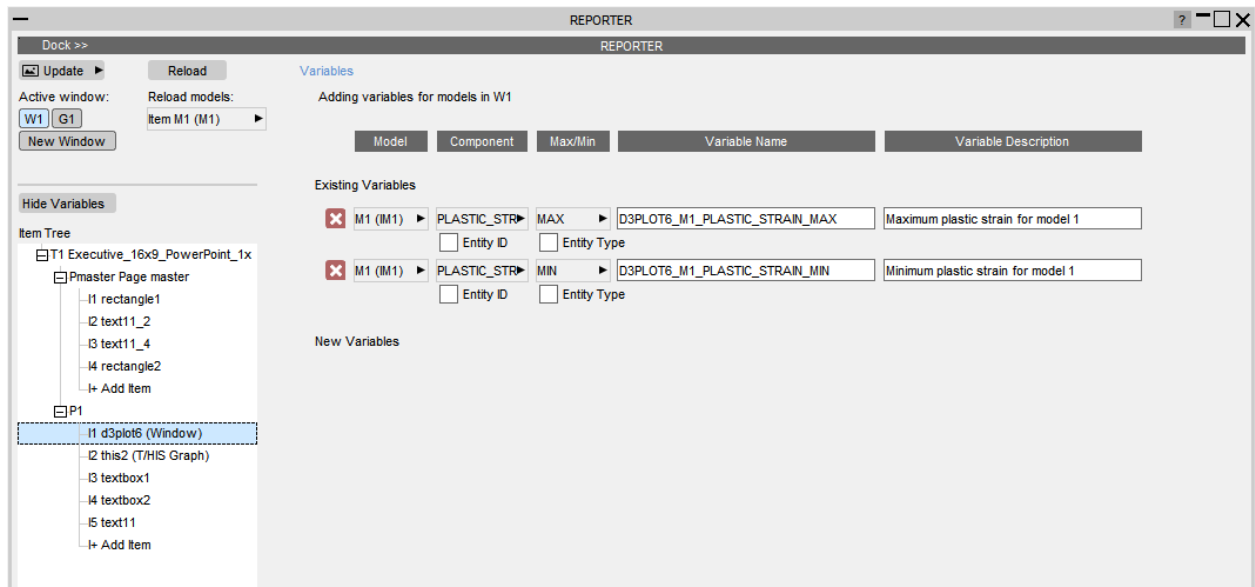 REPORTER
?
Dock >>
REPORTER
Update
Reload
Variables
Active window:
Reload models:
Adding variables for models in W1
W1 G1
Item M1 (M1)
New Window
Model Component Max/Min Variable Name Variable Description
Existing Variables
Hide Variables
M1 (IM1) PLASTIC_STR MAX D3PLOT6_M1_PLASTIC_STRAIN_MAX Maximum plastic strain for model 1
Entity ID Entity Type
M1 (IM1) PLASTIC_STR MIN D3PLOT6_M1_PLASTIC_STRAIN_MIN Minimum plastic strain for model 1
Entity ID Entity Type
New Variables
Item Tree
T1 Executive_16x9_PowerPoint_1x
Pmaster Page master
I1 rectangle1
I2 text11_2
I3 text11_4
I4 rectangle2
I+ Add Item
P1
I1 d3plot6 (Window)
I2 this2 (T/HIS Graph)
I3 textbox1
I4 textbox2
I5 text11
I+ Add Item